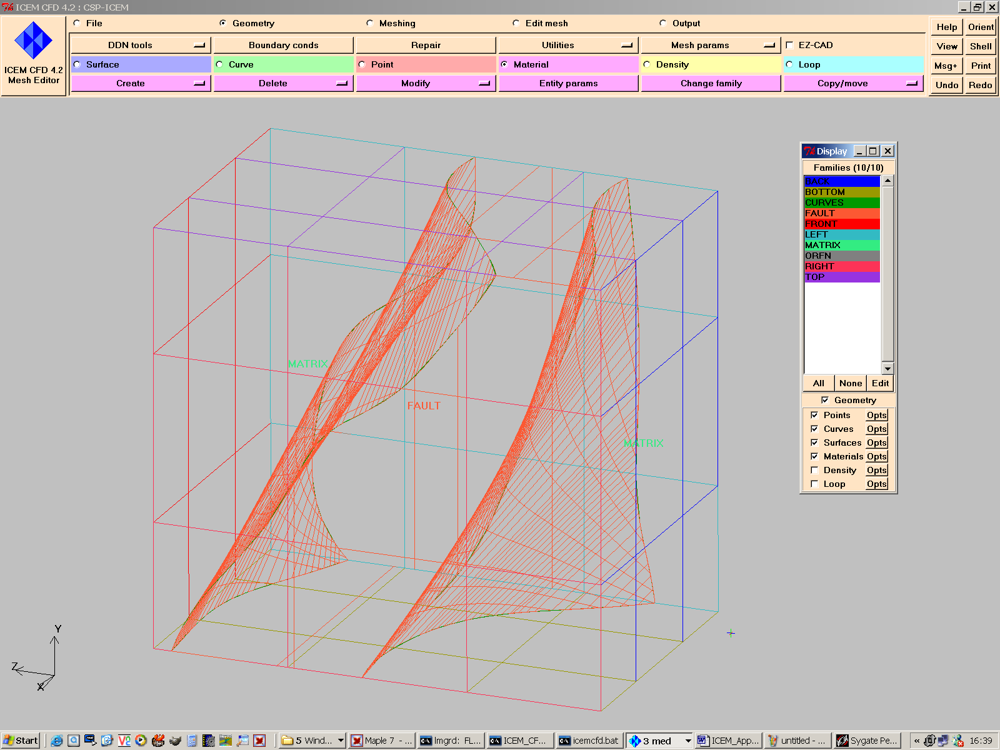 ICEM CFD 4.2 : CSP-ICEM
File Geometry Meshing Edit mesh Output
Help Orient
DDN tools Boundary conds Repair Utilities Mesh params EZ-CAD
View Shell
ICEM CFD 4.2
Mesh Editor
Surface Curve Point Material Density Loop
Msg+ Print
Create Delete Modify Entity params Change family Copy/move
Undo Redo
Display
Families (10/10)
BACK
BOTTOM
CURVES
FAULT
FRONT
LEFT
MATRIX
ORFN
RIGHT
TOP
All None Edit
Geometry
Points Opts
Curves Opts
Surfaces Opts
Materials Opts
Density Opts
Loop Opts
MATRIX
FAULT
MATRIX
Y
Z
X
Start
5 Wind...
Maple 7 - ...
lmgrd: FL...
ICEM_CF...
icemcfd.bat
3 med
ICEM_App...
untitled - ...
Sygate Pe...
« 16:39